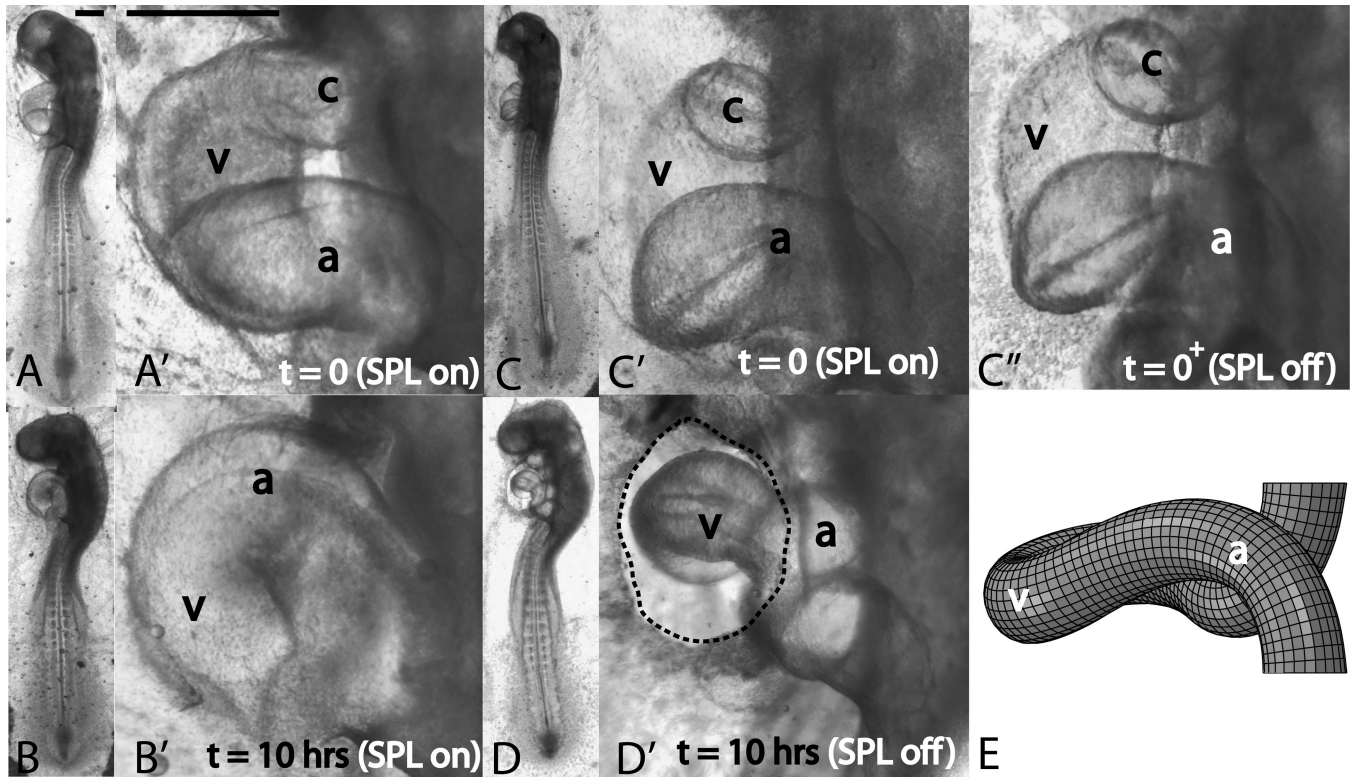 c
v
a
A
A′
t = 0 (SPL on)
c
v
a
C
C′
t = 0 (SPL on)
c
v
a
C″
t = 0⁺ (SPL off)
a
v
B
B′
t = 10 hrs (SPL on)
v
a
D
D′
t = 10 hrs (SPL off)
v
a
E